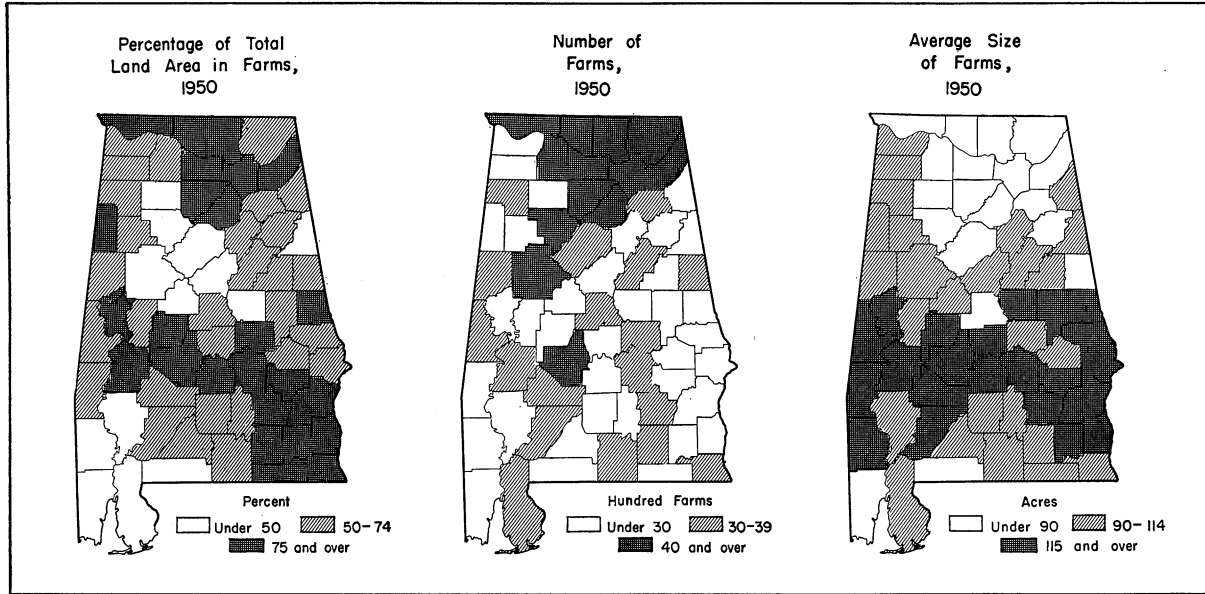 Percentage of Total
Land Area in Farms,
1950
Percent
Under 50
50-74
75 and over
Number of
Farms,
1950
Hundred Farms
Under 30
30-39
40 and over
Average Size
of Farms,
1950
Acres
Under 90
90-114
115 and over